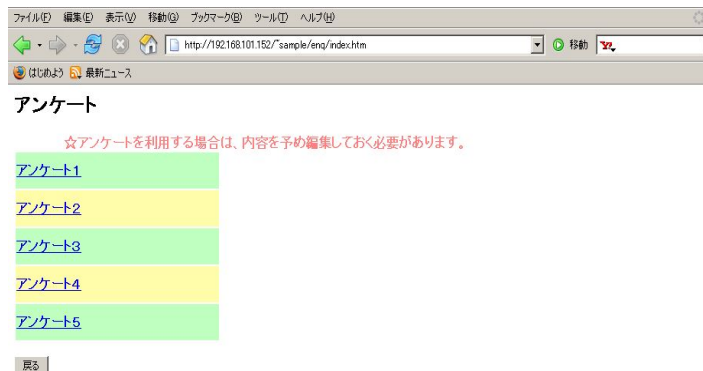 ファイル(F) 編集(E) 表示(V) 移動(G) ブックマーク(B) ツール(T) ヘルプ(H)
http://192.168.101.152/~sample/enq/index.htm 移動
はじめよう 最新ニュース
アンケート
☆アンケートを利用する場合は、内容を予め編集しておく必要があります。
アンケート1
アンケート2
アンケート3
アンケート4
アンケート5
戻る